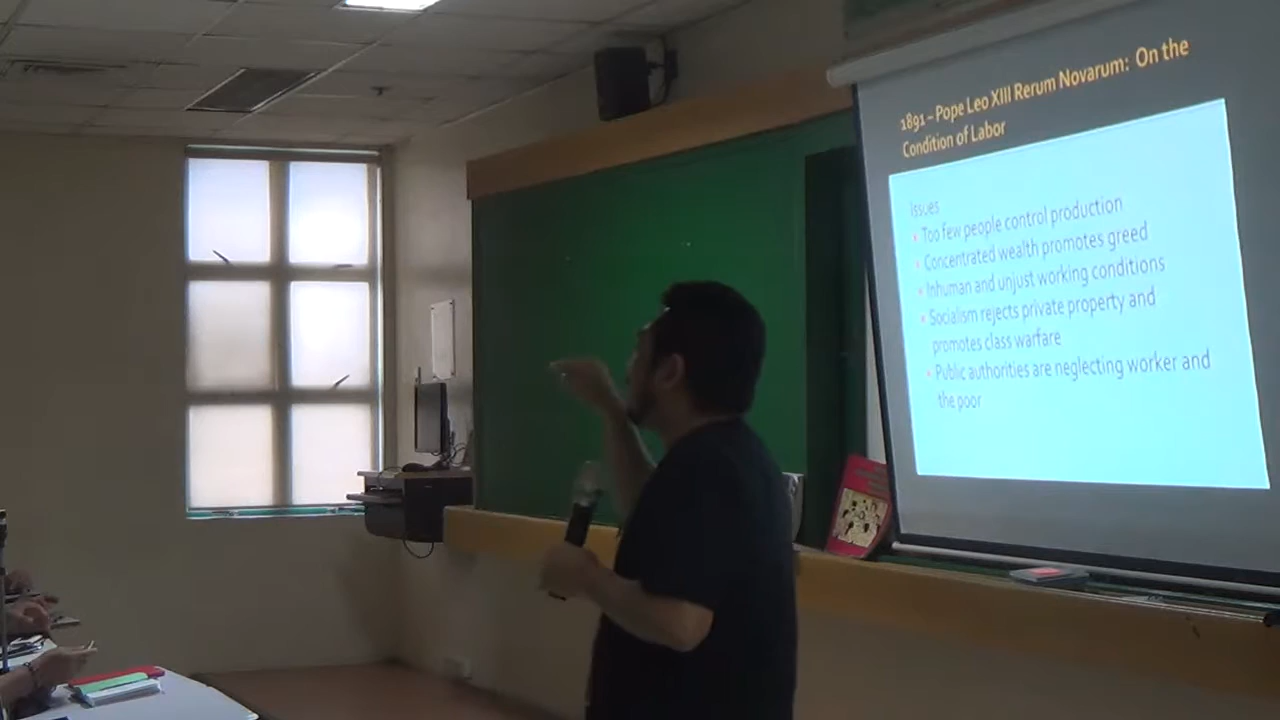 1891 – Pope Leo XIII Rerum Novarum: On the
Condition of Labor
Issues
Too few people control production
Concentrated wealth promotes greed
Inhuman and unjust working conditions
Socialism rejects private property and
promotes class warfare
Public authorities are neglecting worker and
the poor